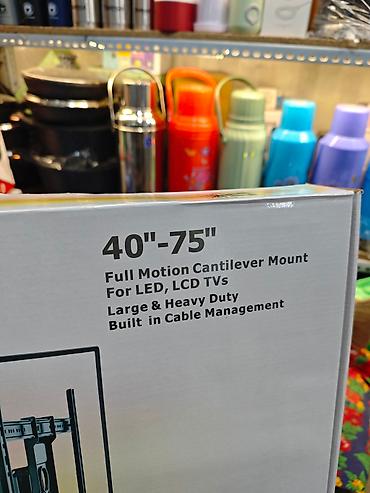 40"-75"
Full Motion Cantilever Mount
For LED, LCD TVs
Large & Heavy Duty
Built in Cable Management